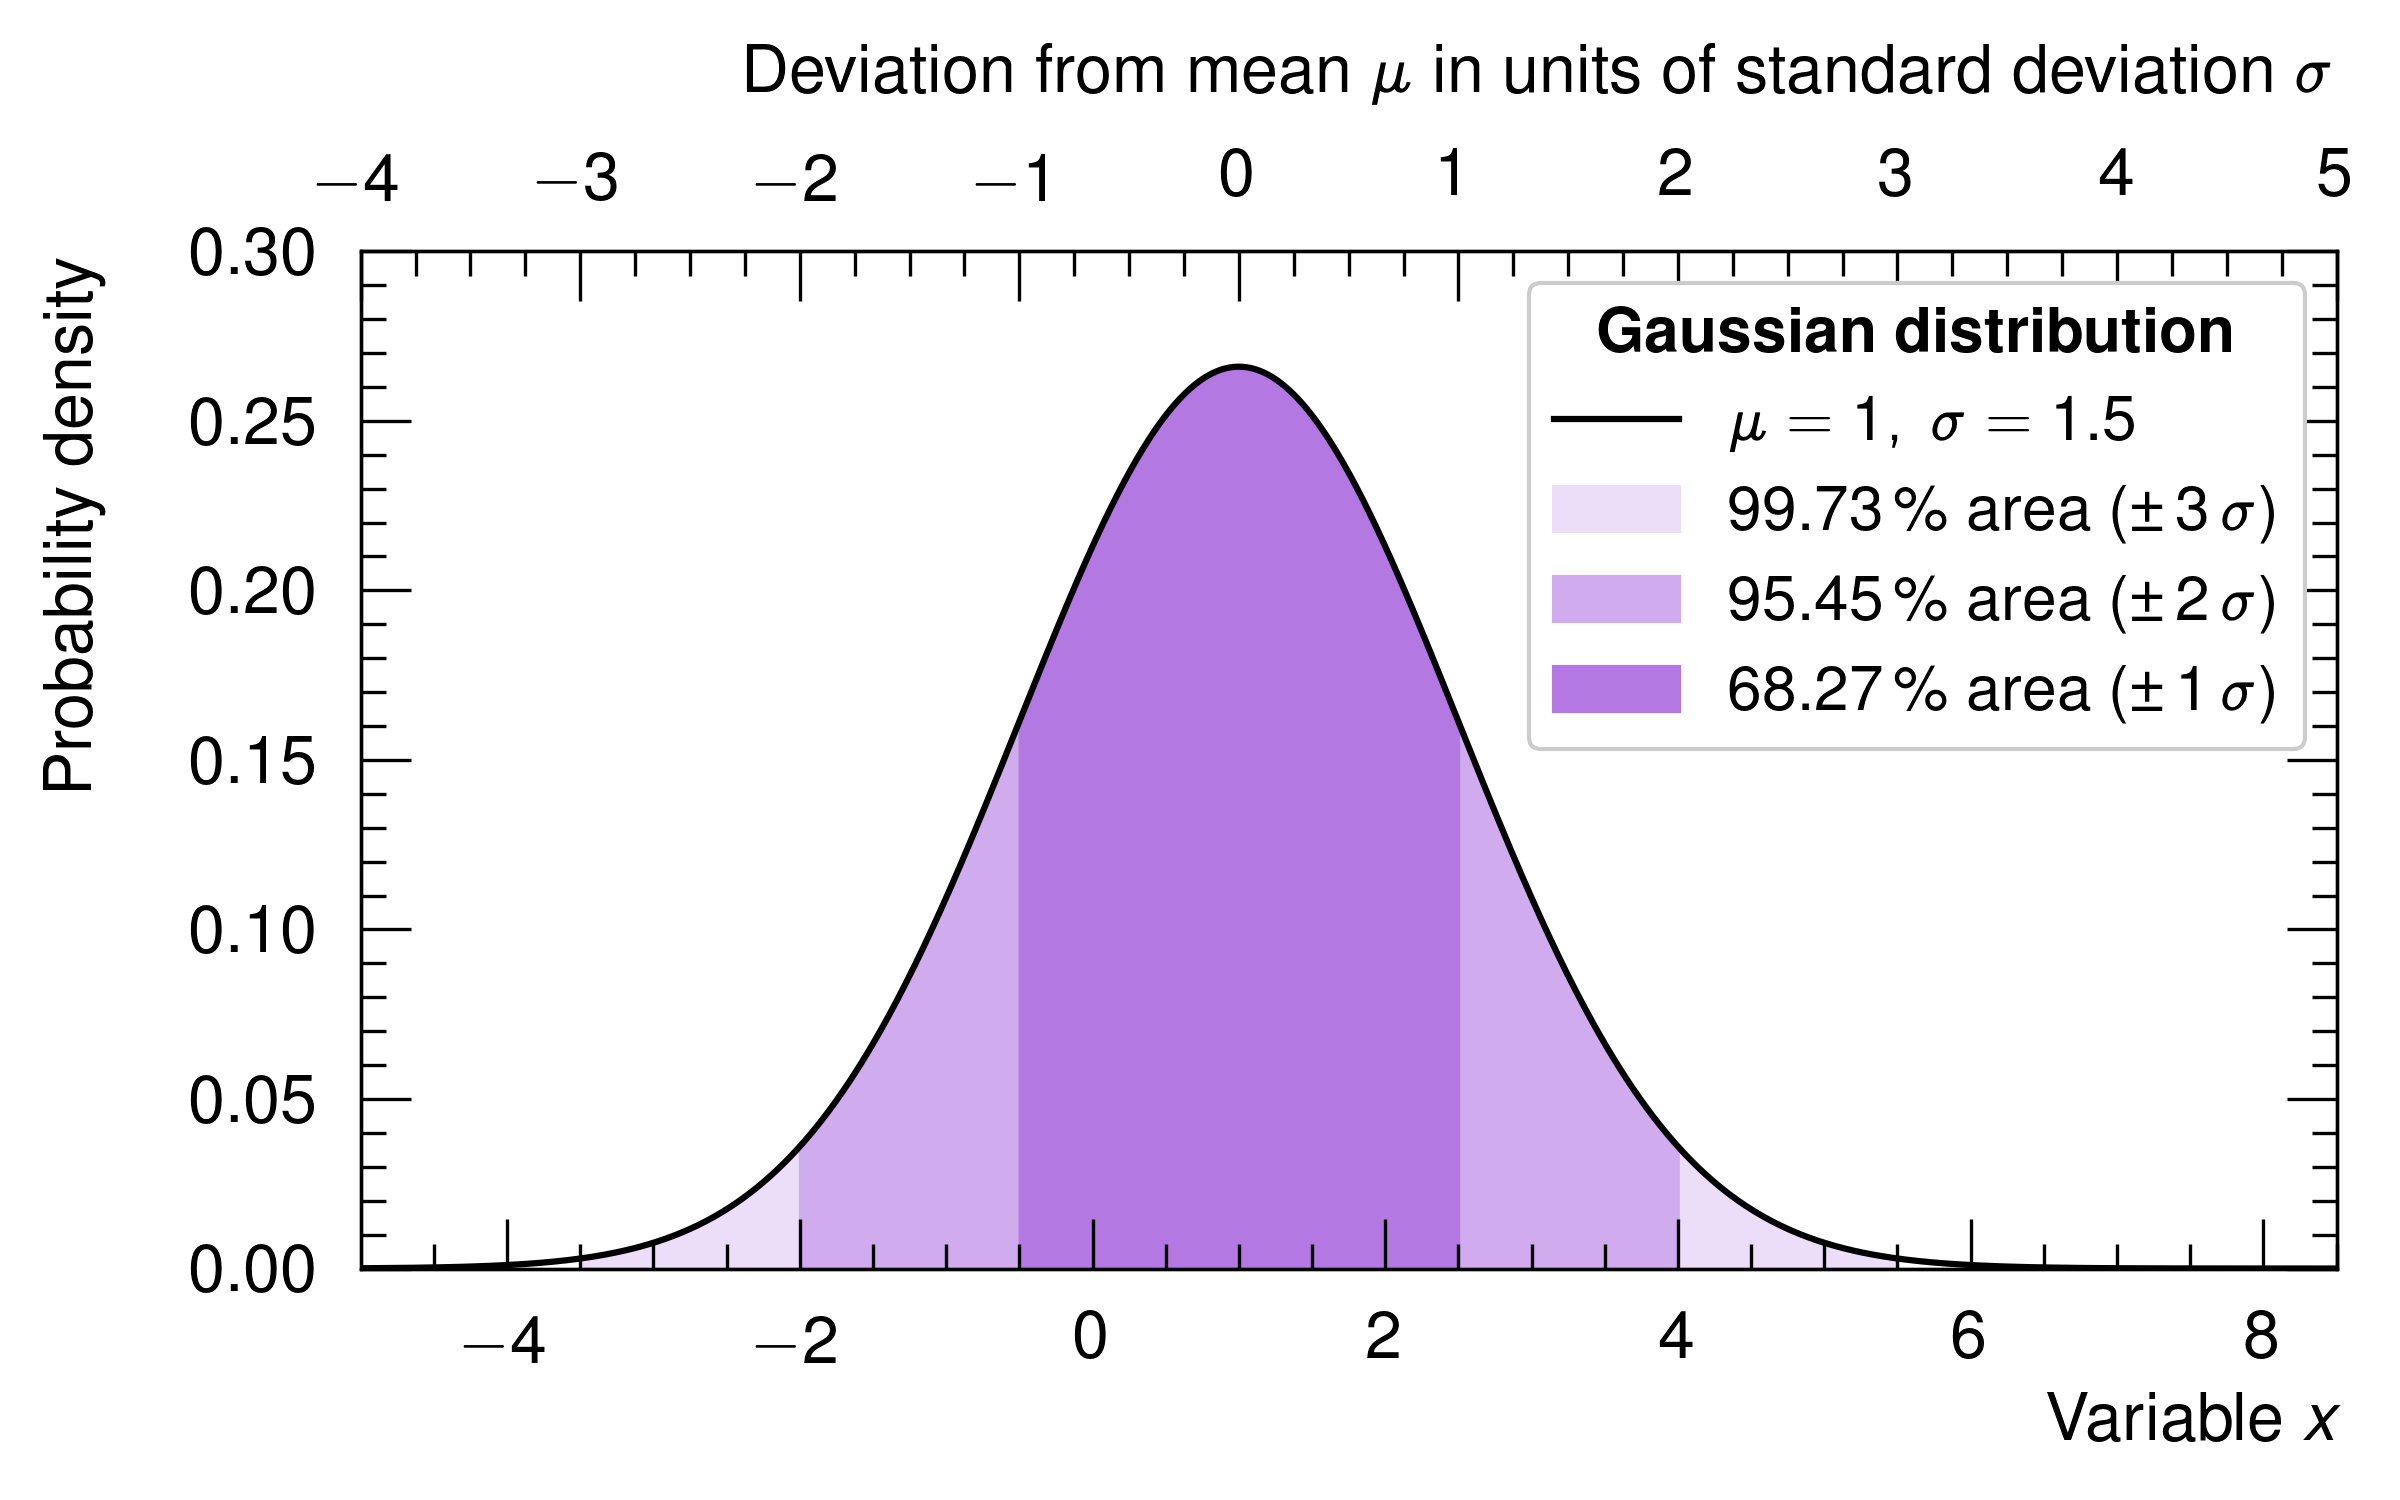 Deviation from mean μ in units of standard deviation σ
−4 −3 −2 −1 0 1 2 3 4 5
Probability density
0.30
0.25
0.20
0.15
0.10
0.05
0.00
Gaussian distribution
μ = 1, σ = 1.5
99.73 % area (± 3 σ)
95.45 % area (± 2 σ)
68.27 % area (± 1 σ)
−4 −2 0 2 4 6 8
Variable x